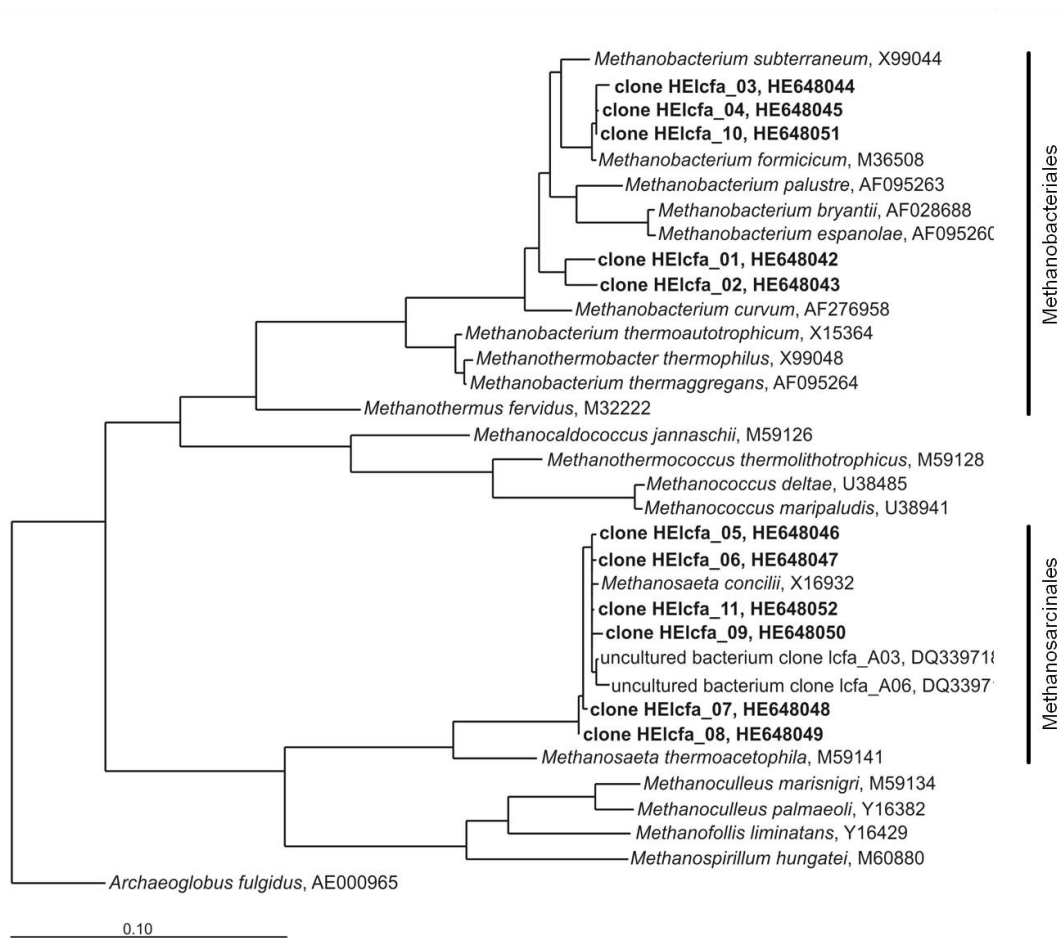 Methanobacterium subterraneum, X99044
clone HElcfa_03, HE648044
clone HElcfa_04, HE648045
clone HElcfa_10, HE648051
Methanobacterium formicicum, M36508
Methanobacterium palustre, AF095263
Methanobacterium bryantii, AF028688
Methanobacterium espanolae, AF095260
clone HElcfa_01, HE648042
clone HElcfa_02, HE648043
Methanobacterium curvum, AF276958
Methanobacterium thermoautotrophicum, X15364
Methanothermobacter thermophilus, X99048
Methanobacterium thermaggregans, AF095264
Methanothermus fervidus, M32222
Methanobacteriales
Methanocaldococcus jannaschii, M59126
Methanothermococcus thermolithotrophicus, M59128
Methanococcus deltae, U38485
Methanococcus maripaludis, U38941
clone HElcfa_05, HE648046
clone HElcfa_06, HE648047
Methanosaeta concilii, X16932
clone HElcfa_11, HE648052
clone HElcfa_09, HE648050
uncultured bacterium clone lcfa_A03, DQ339718
uncultured bacterium clone lcfa_A06, DQ3397
clone HElcfa_07, HE648048
clone HElcfa_08, HE648049
Methanosaeta thermoacetophila, M59141
Methanosarcinales
Methanoculleus marisnigri, M59134
Methanoculleus palmaeoli, Y16382
Methanofollis liminatans, Y16429
Methanospirillum hungatei, M60880
Archaeoglobus fulgidus, AE000965
0.10